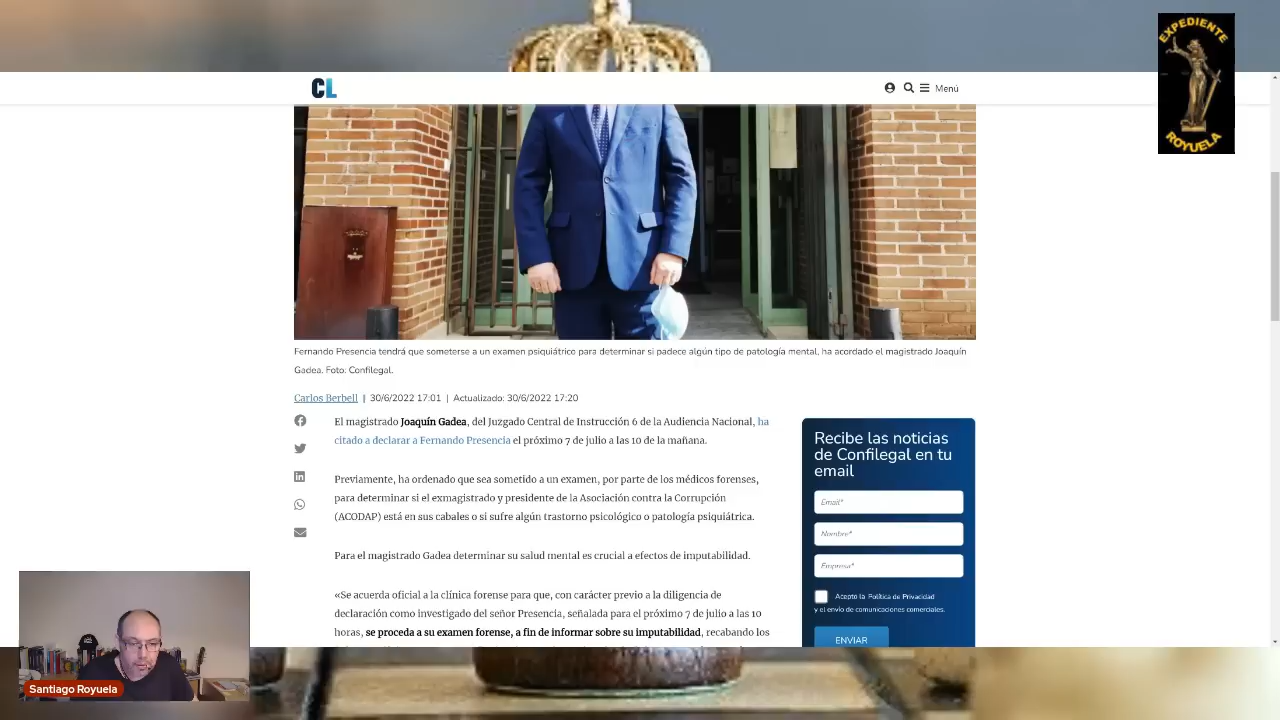 EXPEDIENTE
ROYUELA
CL
Menú
Fernando Presencia tendrá que someterse a un examen psiquiátrico para determinar si padece algún tipo de patología mental, ha acordado el magistrado Joaquín
Gadea. Foto: Confilegal.
Carlos Berbell | 30/6/2022 17:01 | Actualizado: 30/6/2022 17:20
El magistrado Joaquín Gadea, del Juzgado Central de Instrucción 6 de la Audiencia Nacional, ha
citado a declarar a Fernando Presencia el próximo 7 de julio a las 10 de la mañana.
Previamente, ha ordenado que sea sometido a un examen, por parte de los médicos forenses,
para determinar si el exmagistrado y presidente de la Asociación contra la Corrupción
(ACODAP) está en sus cabales o si sufre algún trastorno psicológico o patología psiquiátrica.
Para el magistrado Gadea determinar su salud mental es crucial a efectos de imputabilidad.
«Se acuerda oficial a la clínica forense para que, con carácter previo a la diligencia de
declaración como investigado del señor Presencia, señalada para el próximo 7 de julio a las 10
horas, se proceda a su examen forense, a fin de informar sobre su imputabilidad, recabando los
Recibe las noticias
de Confilegal en tu
email
Email*
Nombre*
Empresa*
Acepto la Política de Privacidad
y el envío de comunicaciones comerciales.
ENVIAR
Santiago Royuela